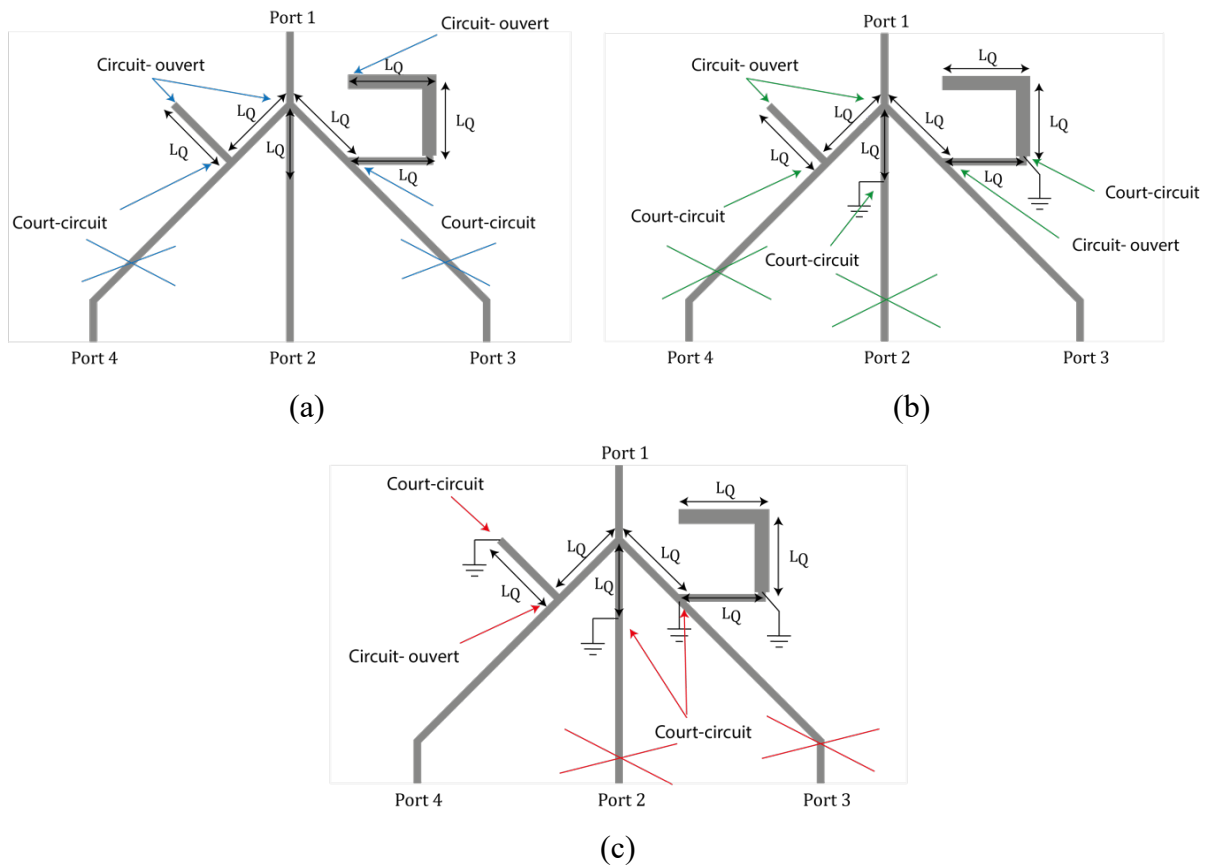 Port 1
Circuit- ouvert
Circuit- ouvert
LQ
LQ
LQ
LQ
LQ
LQ
LQ
Court-circuit
Court-circuit
Port 4
Port 2
Port 3
(a)
Port 1
Circuit- ouvert
LQ
LQ
LQ
LQ
LQ
LQ
LQ
Court-circuit
Court-circuit
Court-circuit
Circuit- ouvert
Port 4
Port 2
Port 3
(b)
Port 1
Court-circuit
LQ
LQ
LQ
LQ
LQ
LQ
LQ
Circuit- ouvert
Court-circuit
Port 4
Port 2
Port 3
(c)